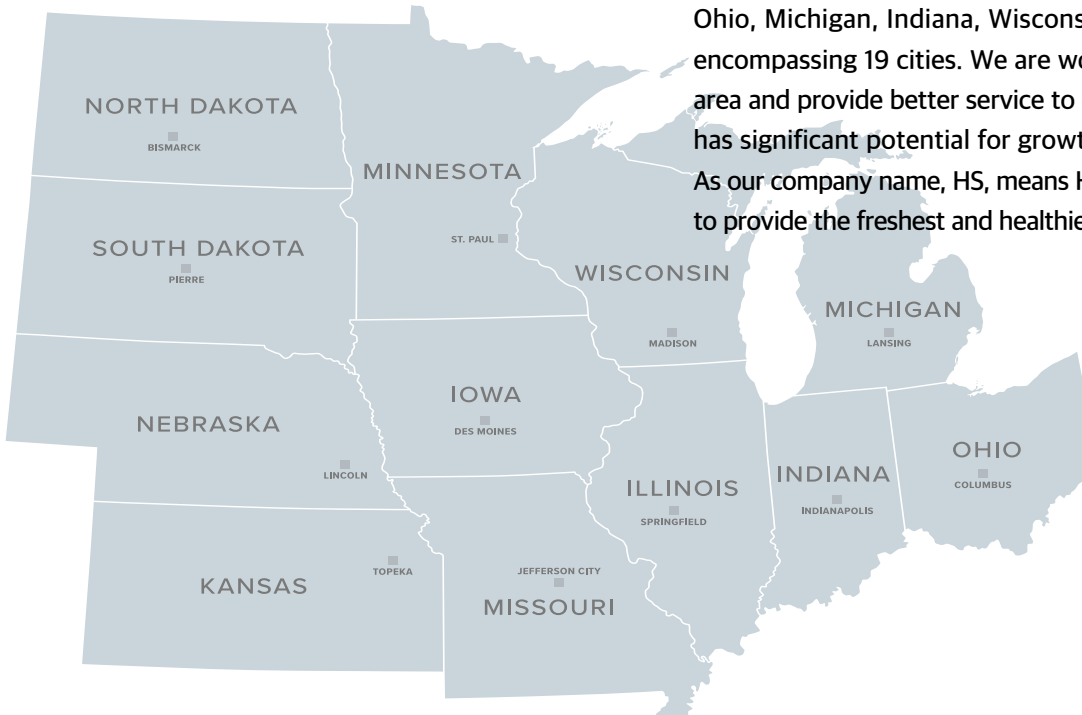 Ohio, Michigan, Indiana, Wiscons
encompassing 19 cities. We are wo
area and provide better service to
has significant potential for growt
As our company name, HS, means H
to provide the freshest and healthie
NORTH DAKOTA
BISMARCK
MINNESOTA
ST. PAUL
SOUTH DAKOTA
PIERRE
WISCONSIN
MADISON
MICHIGAN
LANSING
IOWA
DES MOINES
NEBRASKA
LINCOLN
OHIO
COLUMBUS
INDIANA
INDIANAPOLIS
ILLINOIS
SPRINGFIELD
KANSAS
TOPEKA
JEFFERSON CITY
MISSOURI